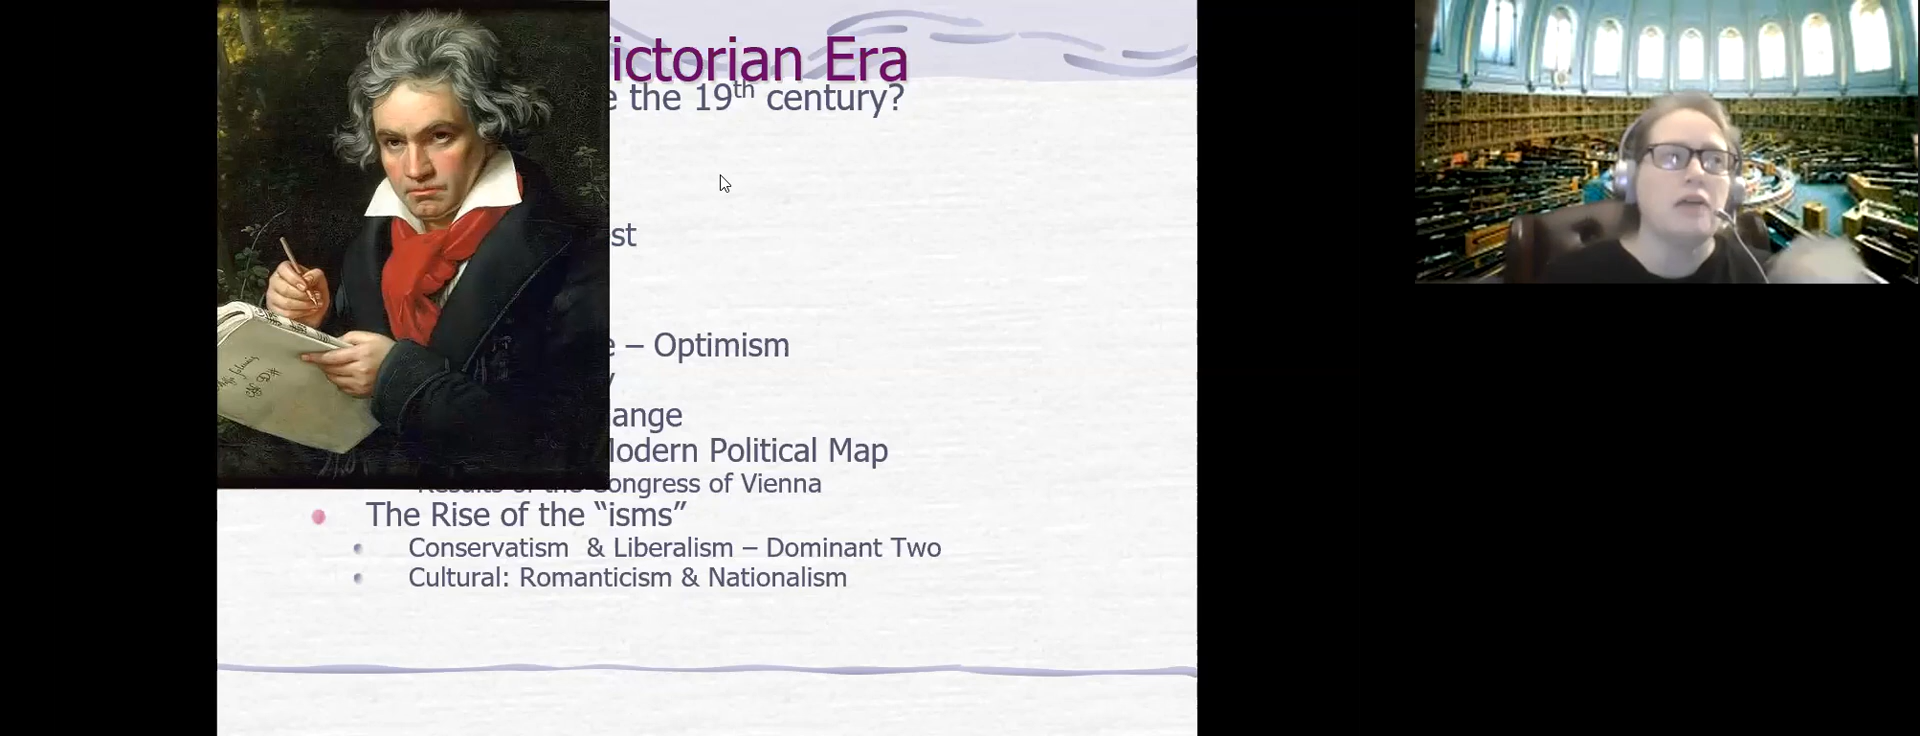 ictorian Era
e the 19th century?
st
e – Optimism
ange
Modern Political Map
Results of the Congress of Vienna
The Rise of the “isms”
Conservatism & Liberalism – Dominant Two
Cultural: Romanticism & Nationalism